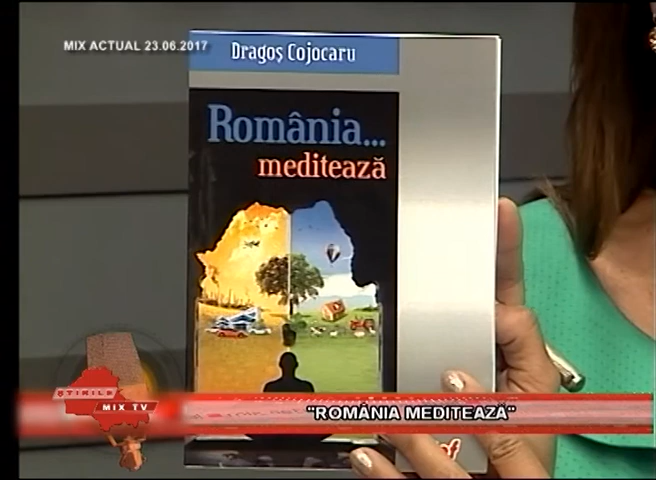 MIX ACTUAL 23.06.2017
Dragoș Cojocaru
România...
meditează
ȘTIRILE
MIX TV
"ROMÂNIA MEDITEAZĂ"